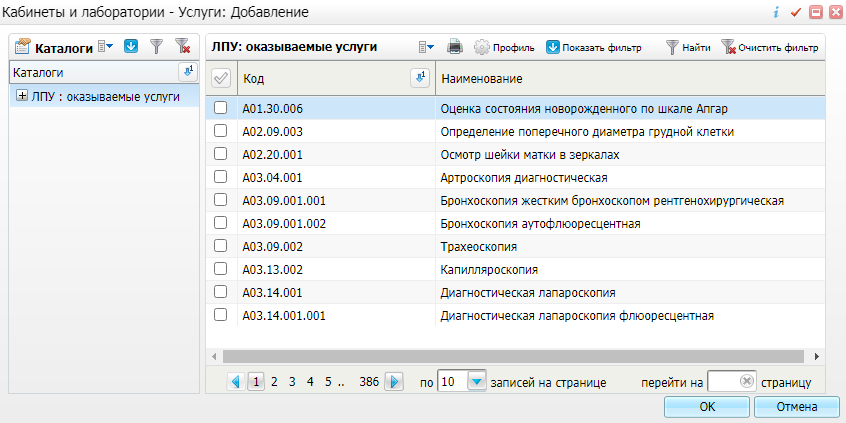 Кабинеты и лаборатории - Услуги: Добавление
Каталоги
Каталоги
ЛПУ : оказываемые услуги
ЛПУ: оказываемые услуги Профиль Показать фильтр Найти Очистить фильтр
Код Наименование
A01.30.006 Оценка состояния новорожденного по шкале Апгар
A02.09.003 Определение поперечного диаметра грудной клетки
A02.20.001 Осмотр шейки матки в зеркалах
A03.04.001 Артроскопия диагностическая
A03.09.001.001 Бронхоскопия жестким бронхоскопом рентгенохирургическая
A03.09.001.002 Бронхоскопия аутофлюоресцентная
A03.09.002 Трахеоскопия
A03.13.002 Капилляроскопия
A03.14.001 Диагностическая лапароскопия
A03.14.001.001 Диагностическая лапароскопия флюоресцентная
1 2 3 4 5 .. 386 по 10 записей на странице перейти на страницу
ОК Отмена